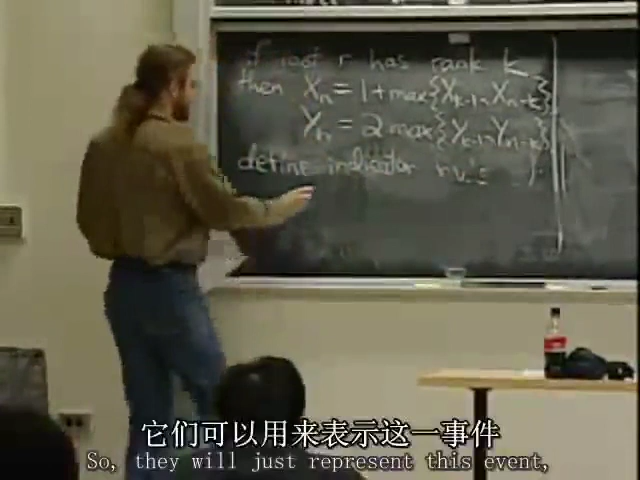 if root r has rank k
then Xn = 1+max{Xk-1, Xn-k}
Yn = 2 max{Yk-1, Yn-k}
define indicator r.v.'s
它们可以用来表示这一事件
So, they will just represent this event,